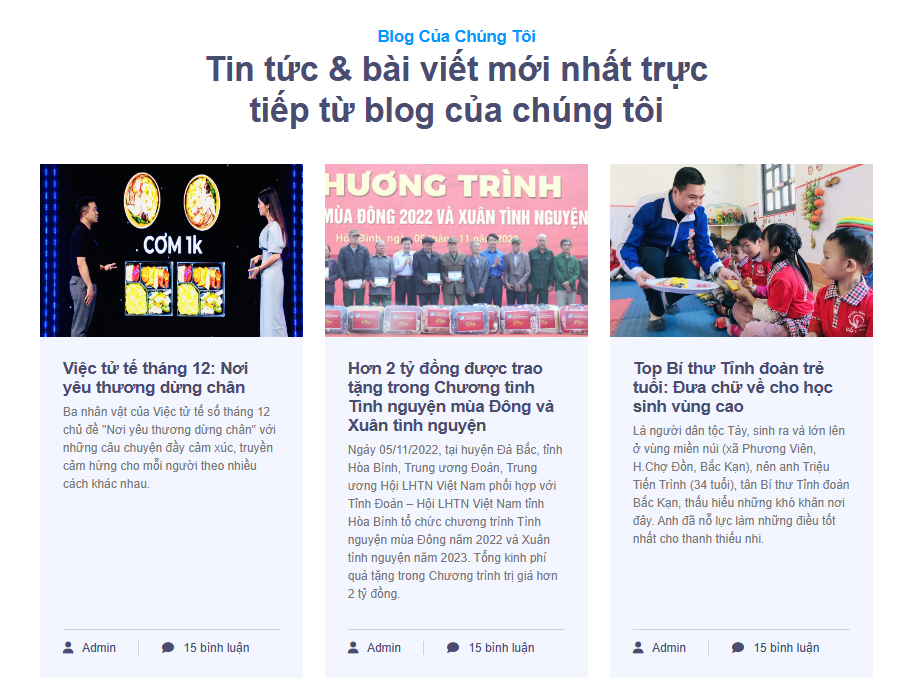 Blog Của Chúng Tôi
Tin tức & bài viết mới nhất trực
tiếp từ blog của chúng tôi
CƠM 1k
HƯƠNG TRÌNH
MÙA ĐÔNG 2022 VÀ XUÂN TÌNH NGUYỆN
Hòa Bình, ngày 05 tháng 11 năm 2022
Việc tử tế tháng 12: Nơi
yêu thương dừng chân
Ba nhân vật của Việc tử tế số tháng 12
chủ đề "Nơi yêu thương dừng chân" với
những câu chuyện đầy cảm xúc, truyền
cảm hứng cho mỗi người theo nhiều
cách khác nhau.
Admin
15 bình luận
Hơn 2 tỷ đồng được trao
tặng trong Chương tình
Tình nguyện mùa Đông và
Xuân tình nguyện
Ngày 05/11/2022, tại huyện Đà Bắc, tỉnh
Hòa Bình, Trung ương Đoàn, Trung
ương Hội LHTN Việt Nam phối hợp với
Tỉnh Đoàn – Hội LHTN Việt Nam tỉnh
Hòa Bình tổ chức chương trình Tình
nguyện mùa Đông năm 2022 và Xuân
tình nguyện năm 2023. Tổng kinh phí
quà tặng trong Chương trình trị giá hơn
2 tỷ đồng.
Admin
15 bình luận
Top Bí thư Tỉnh đoàn trẻ
tuổi: Đưa chữ về cho học
sinh vùng cao
Là người dân tộc Tày, sinh ra và lớn lên
ở vùng miền núi (xã Phương Viên,
H.Chợ Đồn, Bắc Kạn), nên anh Triệu
Tiến Trình (34 tuổi), tân Bí thư Tỉnh đoàn
Bắc Kạn, thấu hiểu những khó khăn nơi
đây. Anh đã nỗ lực làm những điều tốt
nhất cho thanh thiếu nhi.
Admin
15 bình luận